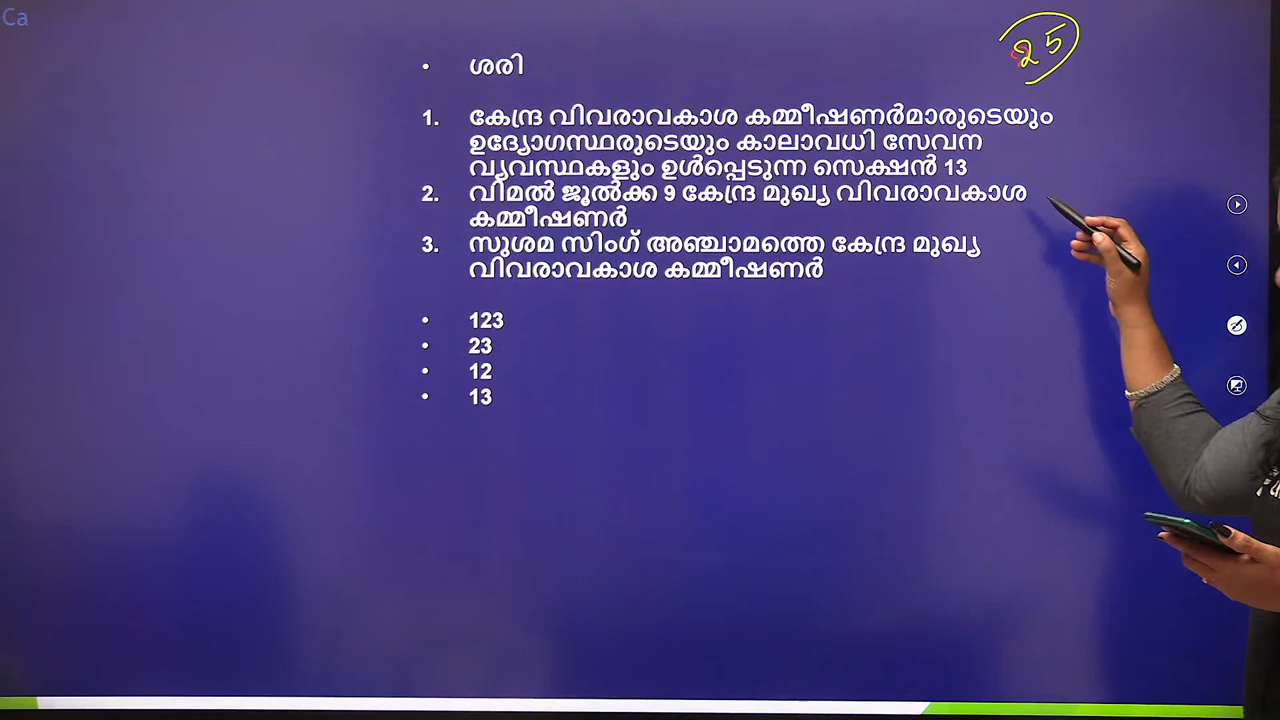 Ca
25
• ശരി
1. കേന്ദ്ര വിവരാവകാശ കമ്മീഷണർമാരുടെയും
ഉദ്യോഗസ്ഥരുടെയും കാലാവധി സേവന
വ്യവസ്ഥകളും ഉൾപ്പെടുന്ന സെക്ഷൻ 13
2. വിമൽ ജൂൽക്ക 9 കേന്ദ്ര മുഖ്യ വിവരാവകാശ
കമ്മീഷണർ
3. സുശമ സിംഗ് അഞ്ചാമത്തെ കേന്ദ്ര മുഖ്യ
വിവരാവകാശ കമ്മീഷണർ
• 123
• 23
• 12
• 13